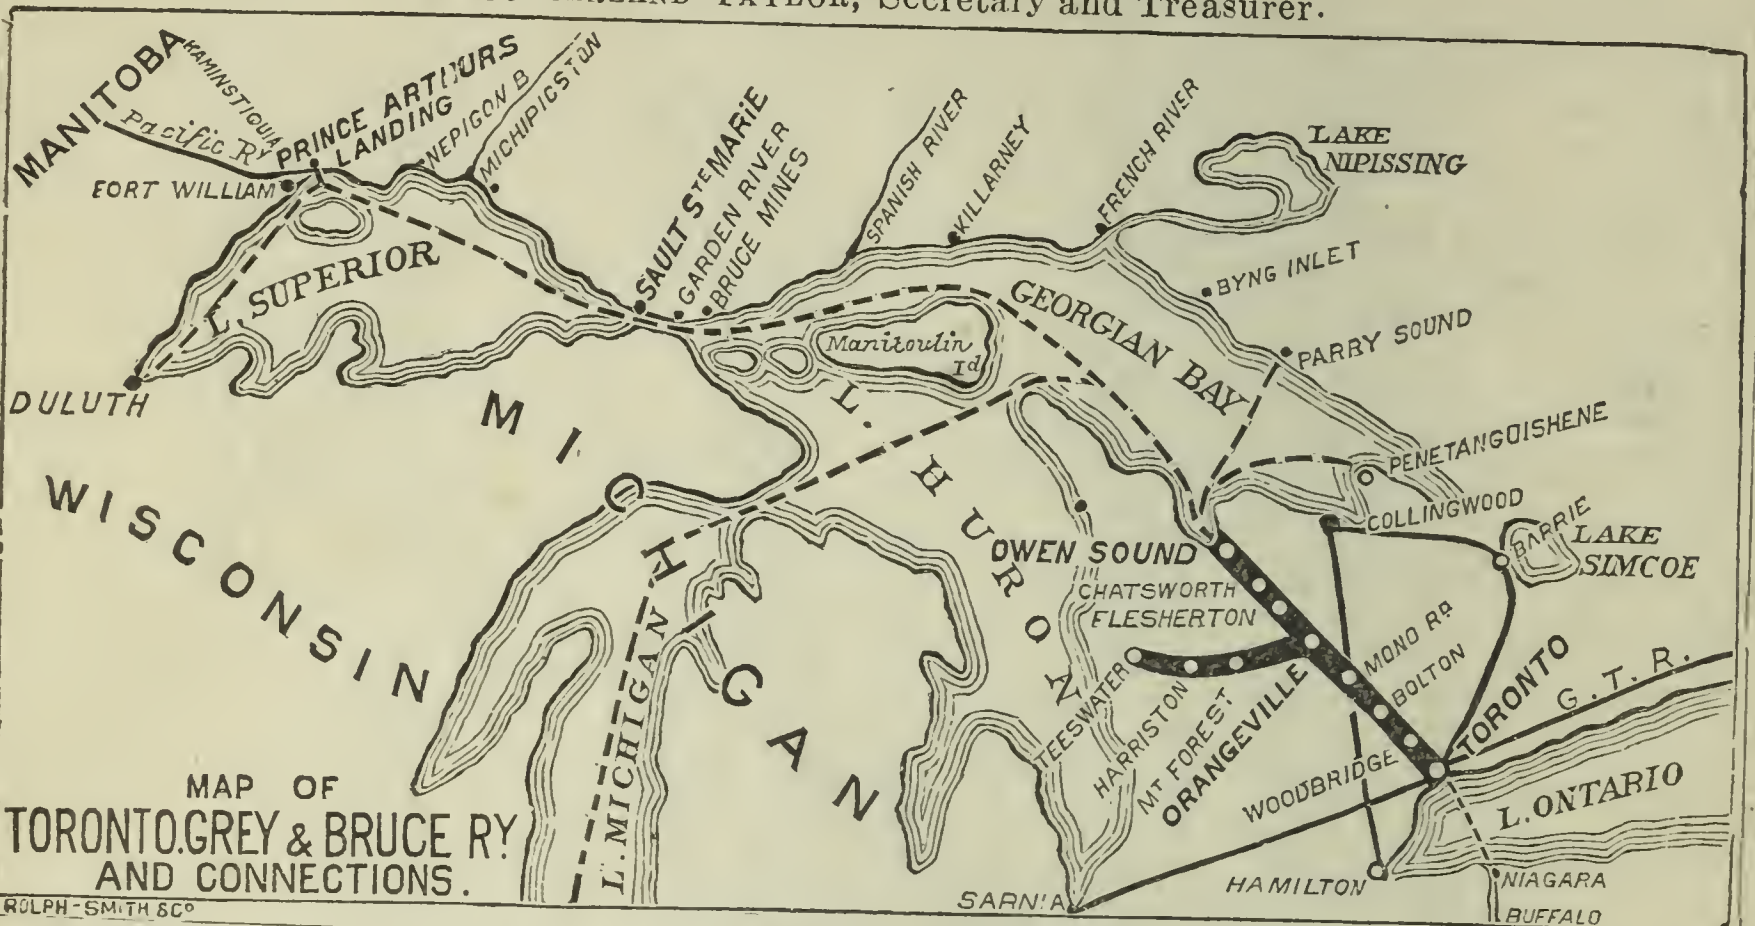 Secretary and Treasurer.
MANITOBA
KAMINSTIQUIA
Pacific Ry
PRINCE ARTHURS
LANDING
NEPIGON B
MICHIPICSTON
FORT WILLIAM
L. SUPERIOR
DULUTH
SAULT STE MARIE
GARDEN RIVER
BRUCE MINES
SPANISH RIVER
KILLARNEY
FRENCH RIVER
LAKE
NIPISSING
BYNG INLET
PARRY SOUND
GEORGIAN BAY
Manitoulin
Id
L. HURON
PENETANGUISHENE
COLLINGWOOD
BARRIE
LAKE
SIMCOE
OWEN SOUND
CHATSWORTH
FLESHERTON
MONO RD
BOLTON
TORONTO
G. T. R.
TEESWATER
HARRISTON
MT FOREST
ORANGEVILLE
WOODBRIDGE
L. ONTARIO
HAMILTON
NIAGARA
BUFFALO
SARNIA
MICHIGAN
WISCONSIN
L. MICHIGAN
MAP OF
TORONTO. GREY & BRUCE RY
AND CONNECTIONS.
ROLPH-SMITH & CO